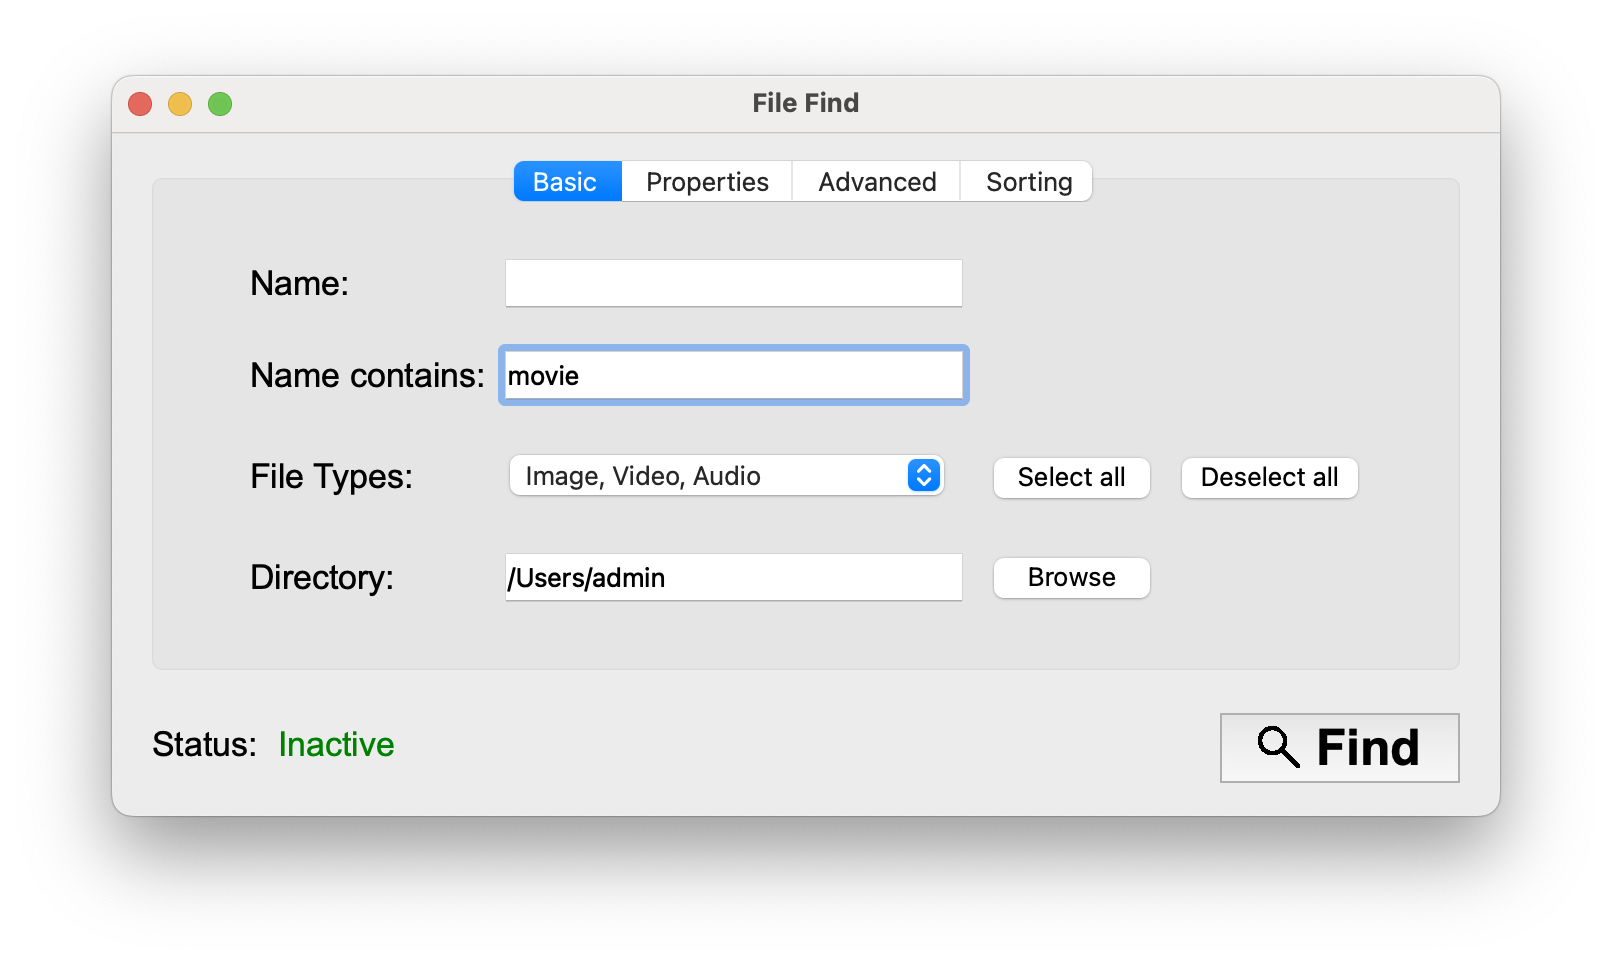 File Find
Basic Properties Advanced Sorting
Name:
Name contains: movie
File Types: Image, Video, Audio Select all Deselect all
Directory: /Users/admin Browse
Status: Inactive Find